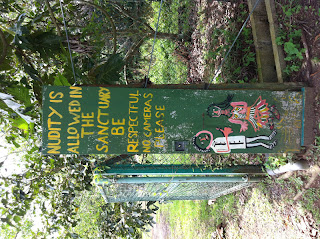 NUDITY IS
ALLOWED IN
THE
SANCTUARY
BE
RESPECTFUL
NO CAMERAS
PLEASE